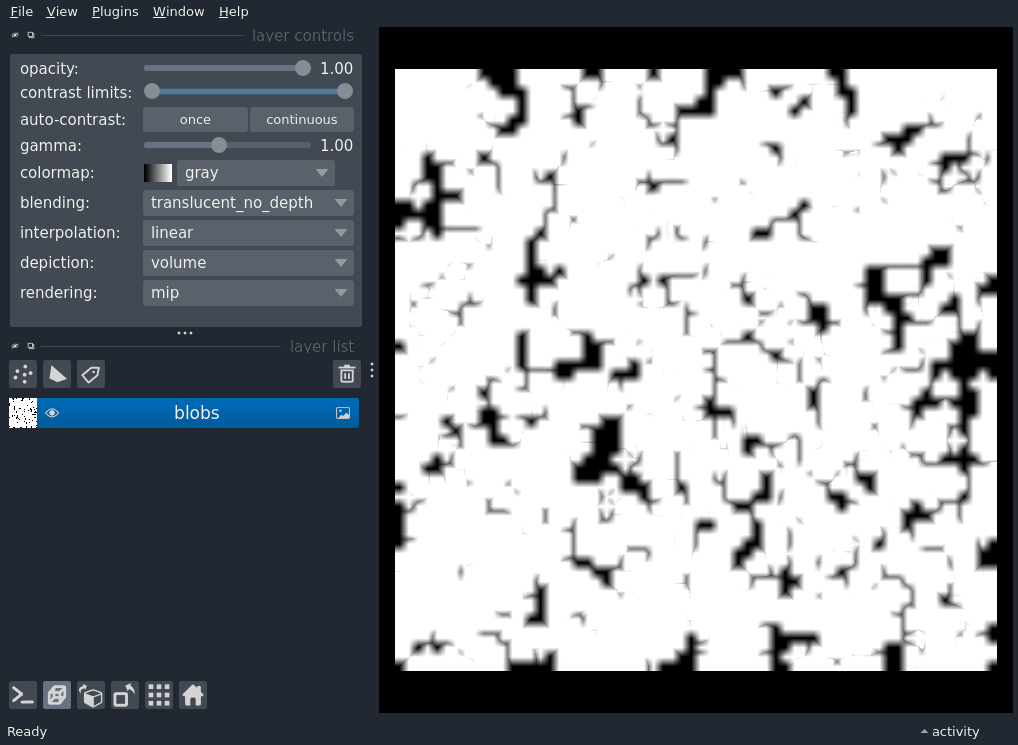 File View Plugins Window Help
layer controls
opacity: 1.00
contrast limits:
auto-contrast: once continuous
gamma: 1.00
colormap: gray
blending: translucent_no_depth
interpolation: linear
depiction: volume
rendering: mip
layer list
blobs
Ready
activity